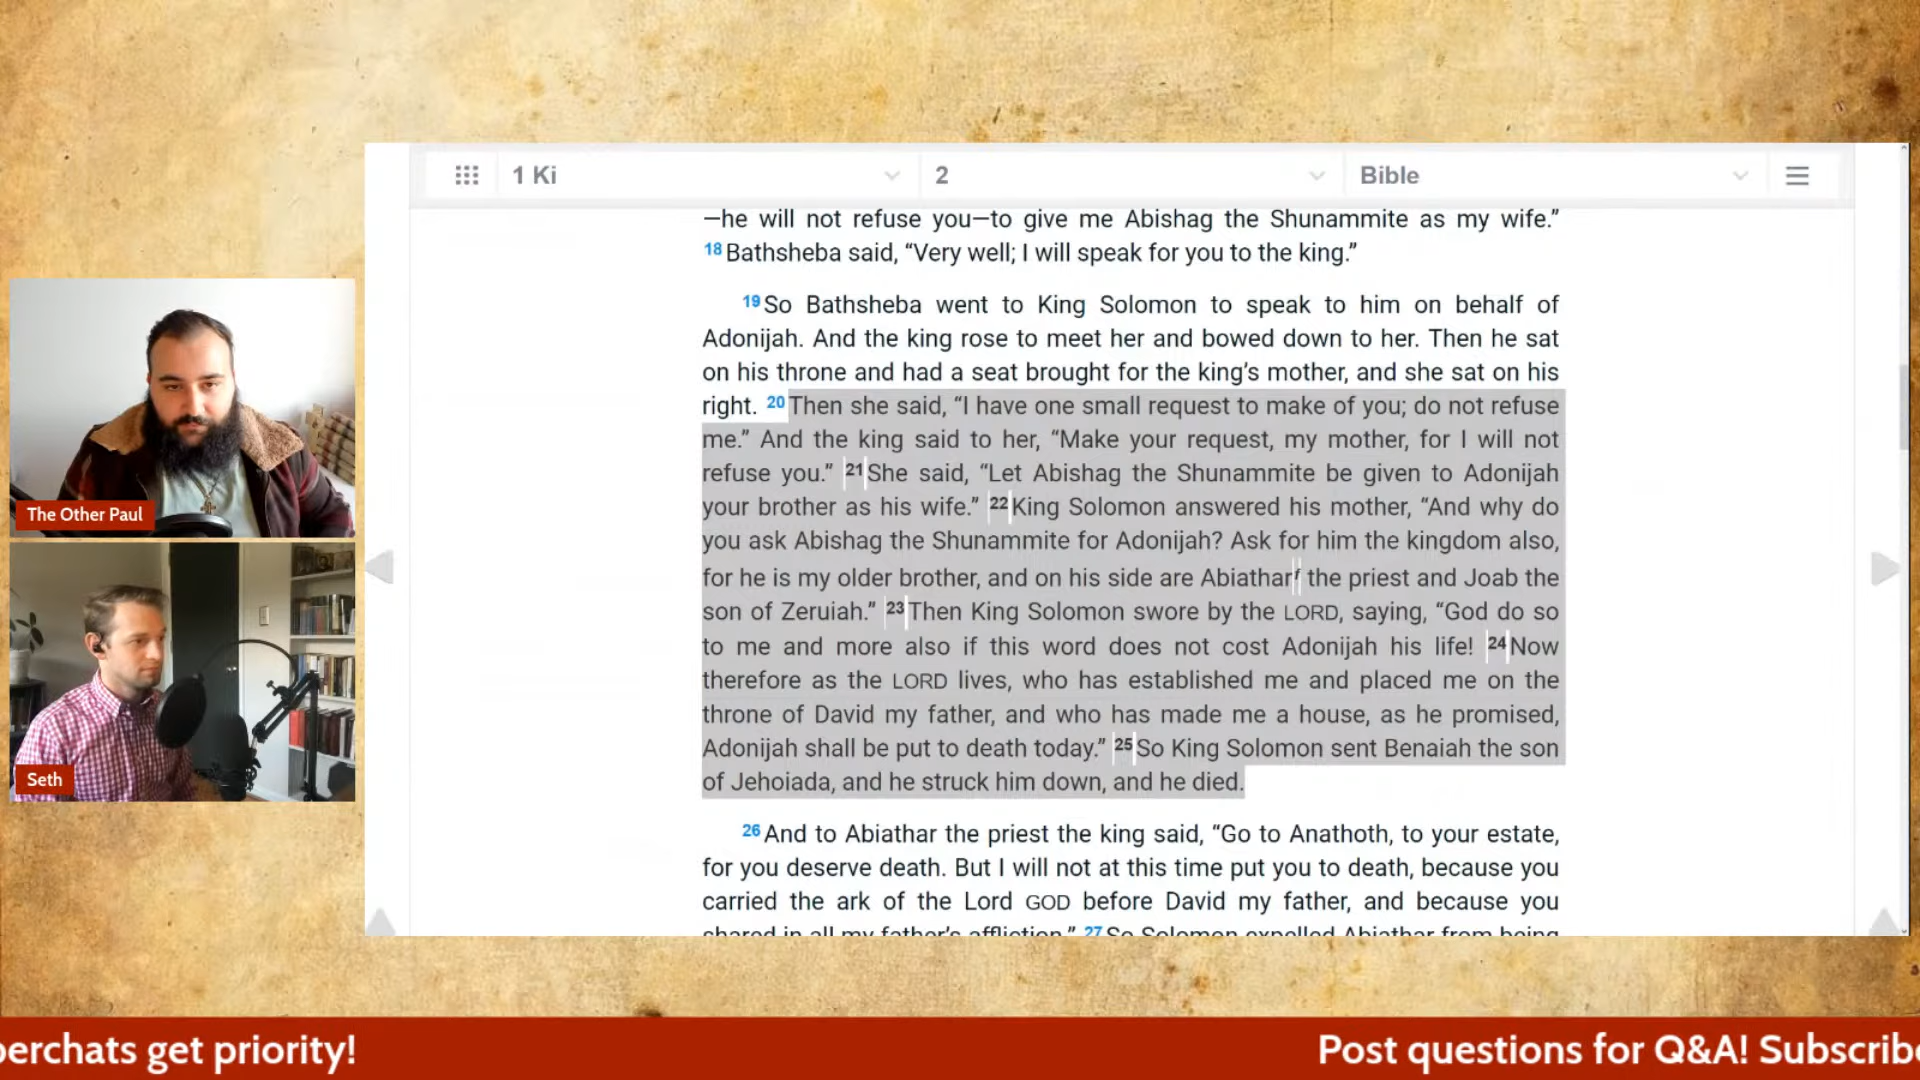 1 Ki
2
Bible
—he will not refuse you—to give me Abishag the Shunammite as my wife.”
18 Bathsheba said, “Very well; I will speak for you to the king.”
19 So Bathsheba went to King Solomon to speak to him on behalf of
Adonijah. And the king rose to meet her and bowed down to her. Then he sat
on his throne and had a seat brought for the king’s mother, and she sat on his
right. 20 Then she said, “I have one small request to make of you; do not refuse
me.” And the king said to her, “Make your request, my mother, for I will not
refuse you.” 21 She said, “Let Abishag the Shunammite be given to Adonijah
your brother as his wife.” 22 King Solomon answered his mother, “And why do
you ask Abishag the Shunammite for Adonijah? Ask for him the kingdom also,
for he is my older brother, and on his side are Abiathar f the priest and Joab the
son of Zeruiah.” 23 Then King Solomon swore by the LORD, saying, “God do so
to me and more also if this word does not cost Adonijah his life! 24 Now
therefore as the LORD lives, who has established me and placed me on the
throne of David my father, and who has made me a house, as he promised,
Adonijah shall be put to death today.” 25 So King Solomon sent Benaiah the son
of Jehoiada, and he struck him down, and he died.
26 And to Abiathar the priest the king said, “Go to Anathoth, to your estate,
for you deserve death. But I will not at this time put you to death, because you
carried the ark of the Lord GOD before David my father, and because you
shared in all my father’s affliction.” 27 So Solomon expelled Abiathar from being
The Other Paul
Seth
perchats get priority!
Post questions for Q&A! Subscribe